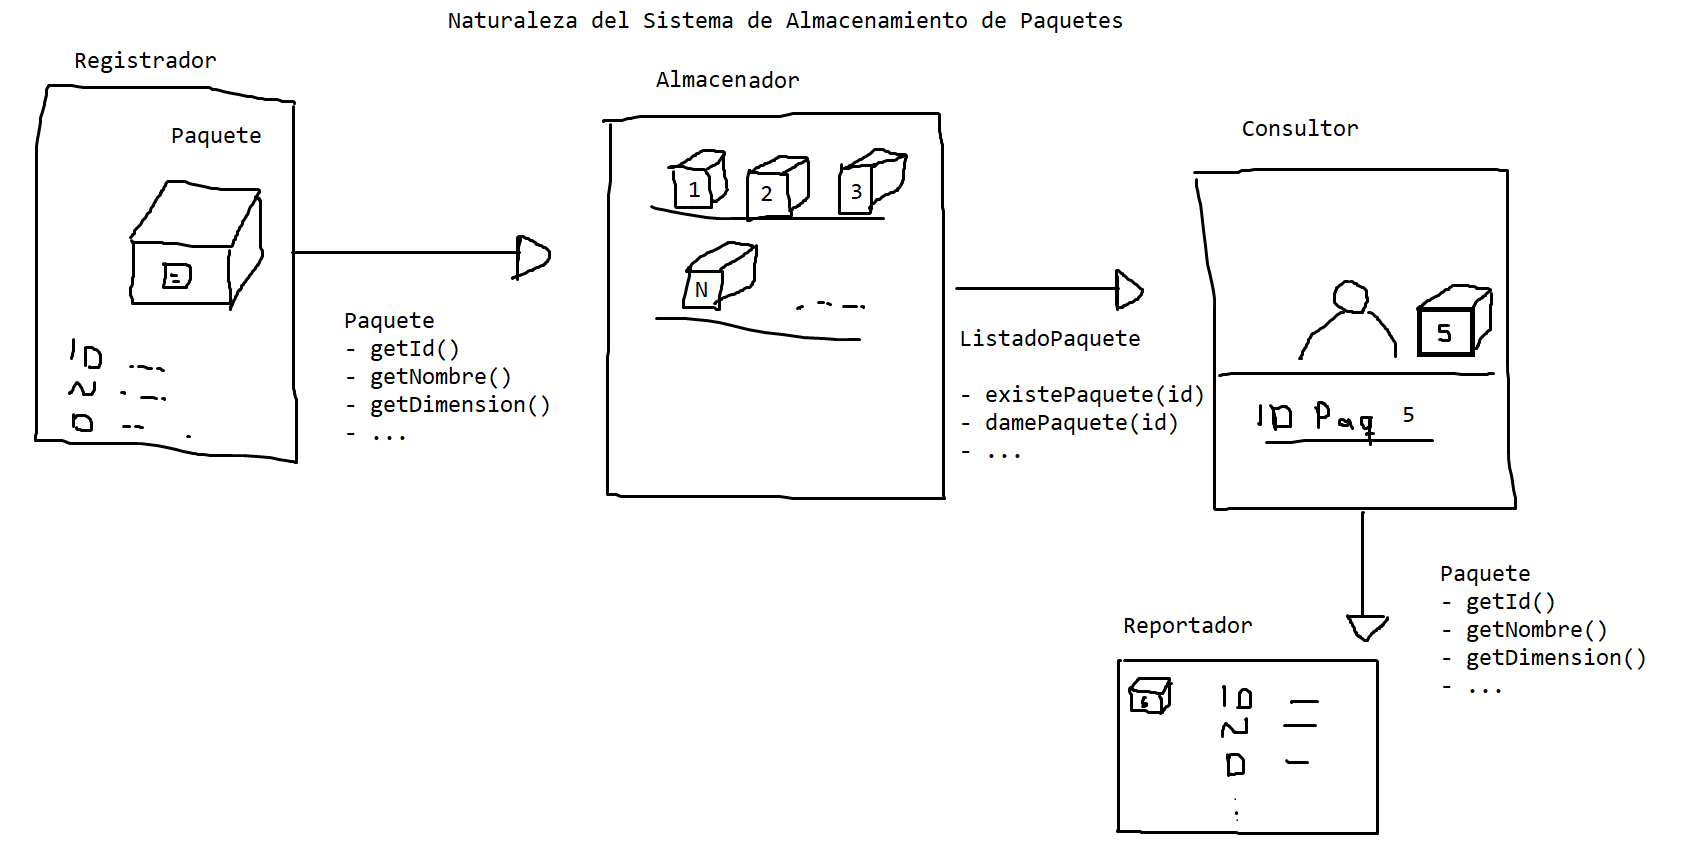 Naturaleza del Sistema de Almacenamiento de Paquetes
Registrador
Paquete
ID
N
D
Paquete
- getId()
- getNombre()
- getDimension()
- ...
Almacenador
1 2 3
N
ListadoPaquete
- existePaquete(id)
- damePaquete(id)
- ...
Consultor
5
ID Paq 5
Paquete
- getId()
- getNombre()
- getDimension()
- ...
Reportador
ID
N
D